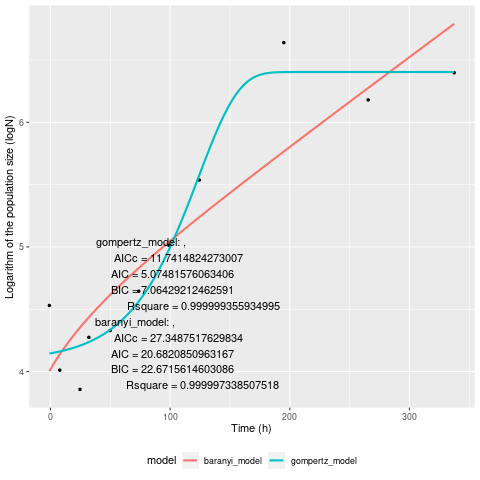 Logarithm of the population size (logN)
6
5
4
gompertz_model: ,
AICc = 11.7414824273007
AIC = 5.07481576063406
BIC = 7.06429212462591
Rsquare = 0.999999355934995
baranyi_model: ,
AICc = 27.3487517629834
AIC = 20.6820850963167
BIC = 22.6715614603086
Rsquare = 0.999997338507518
0 100 200 300
Time (h)
model baranyi_model gompertz_model